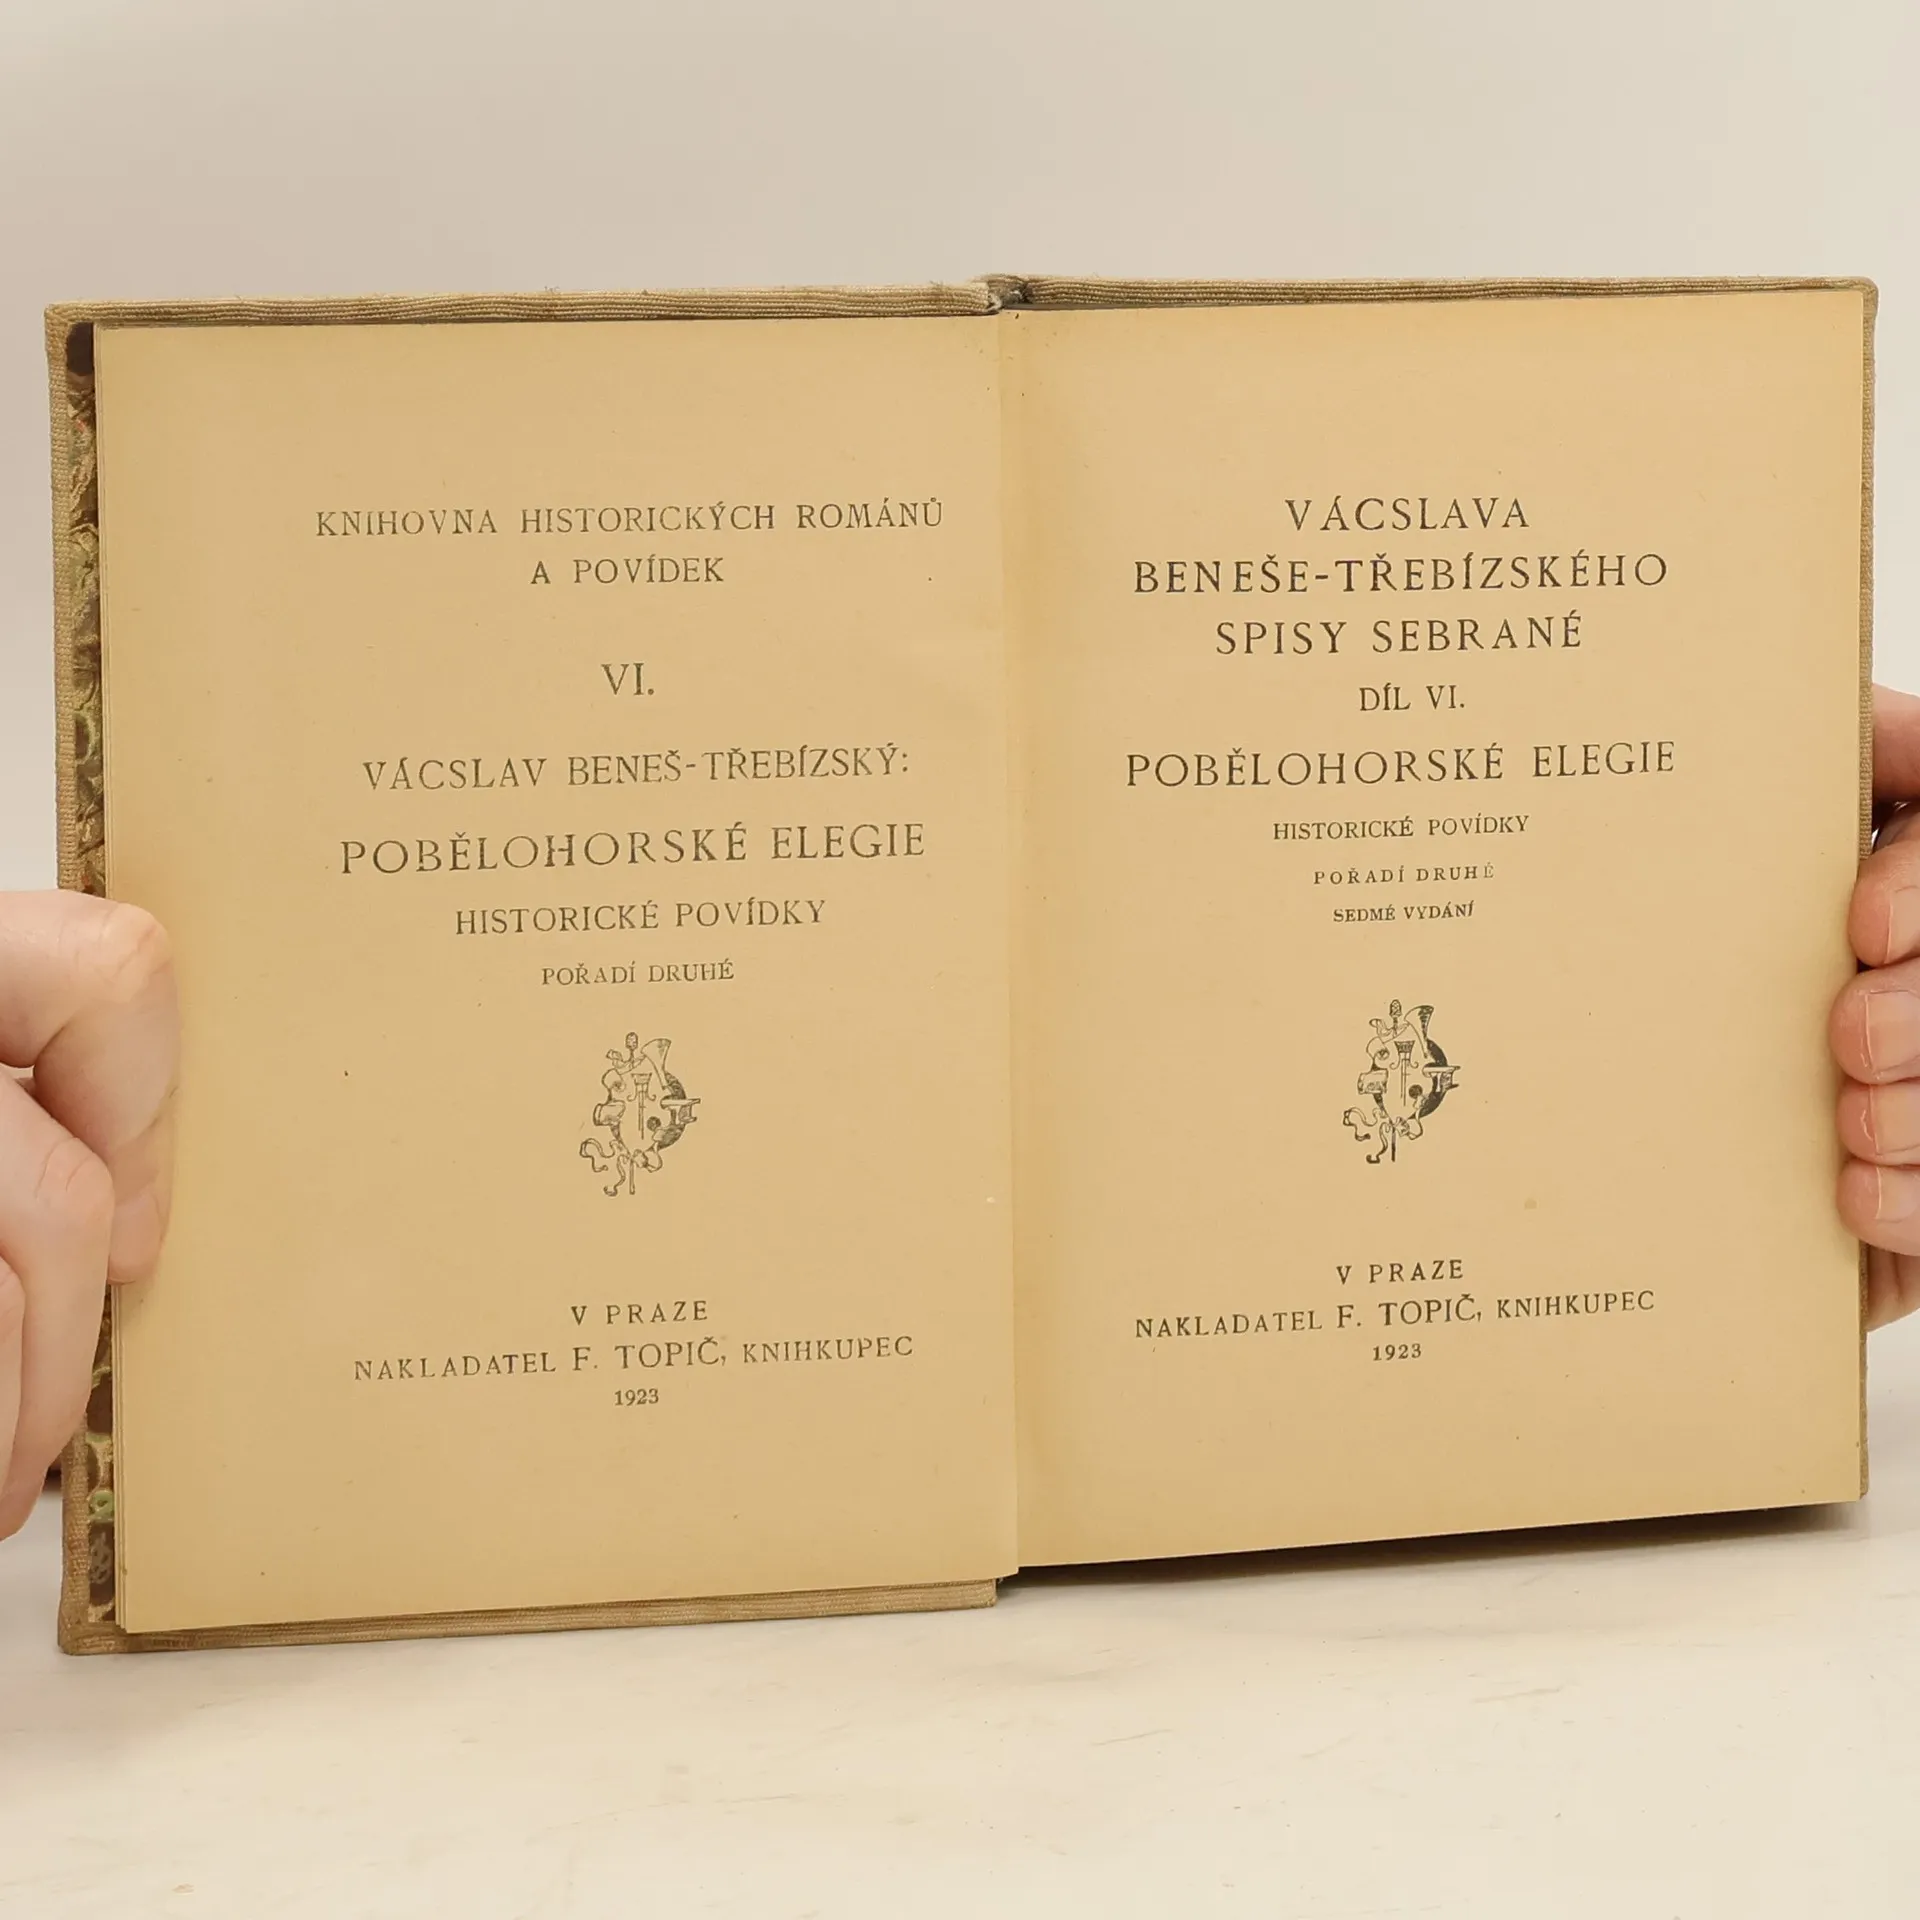 KNIHOVNA HISTORICKÝCH ROMÁNŮ
A POVÍDEK
VI.
VÁCSLAV BENEŠ-TŘEBÍZSKÝ:
POBĚLOHORSKÉ ELEGIE
HISTORICKÉ POVÍDKY
POŘADÍ DRUHÉ
V PRAZE
NAKLADATEL F. TOPIČ, KNIHKUPEC
1923
VÁCSLAVA
BENEŠE-TŘEBÍZSKÉHO
SPISY SEBRANÉ
DÍL VI.
POBĚLOHORSKÉ ELEGIE
HISTORICKÉ POVÍDKY
POŘADÍ DRUHÉ
SEDMÉ VYDÁNÍ
V PRAZE
NAKLADATEL F. TOPIČ, KNIHKUPEC
1923